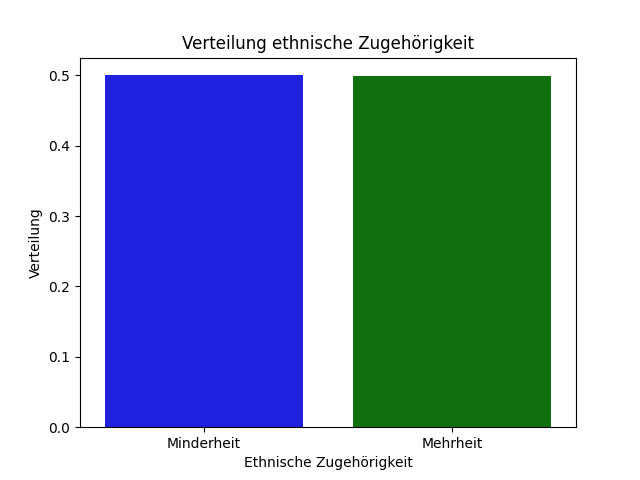 Verteilung ethnische Zugehörigkeit
0.5
0.4
0.3
0.2
0.1
0.0
Verteilung
Minderheit Mehrheit
Ethnische Zugehörigkeit